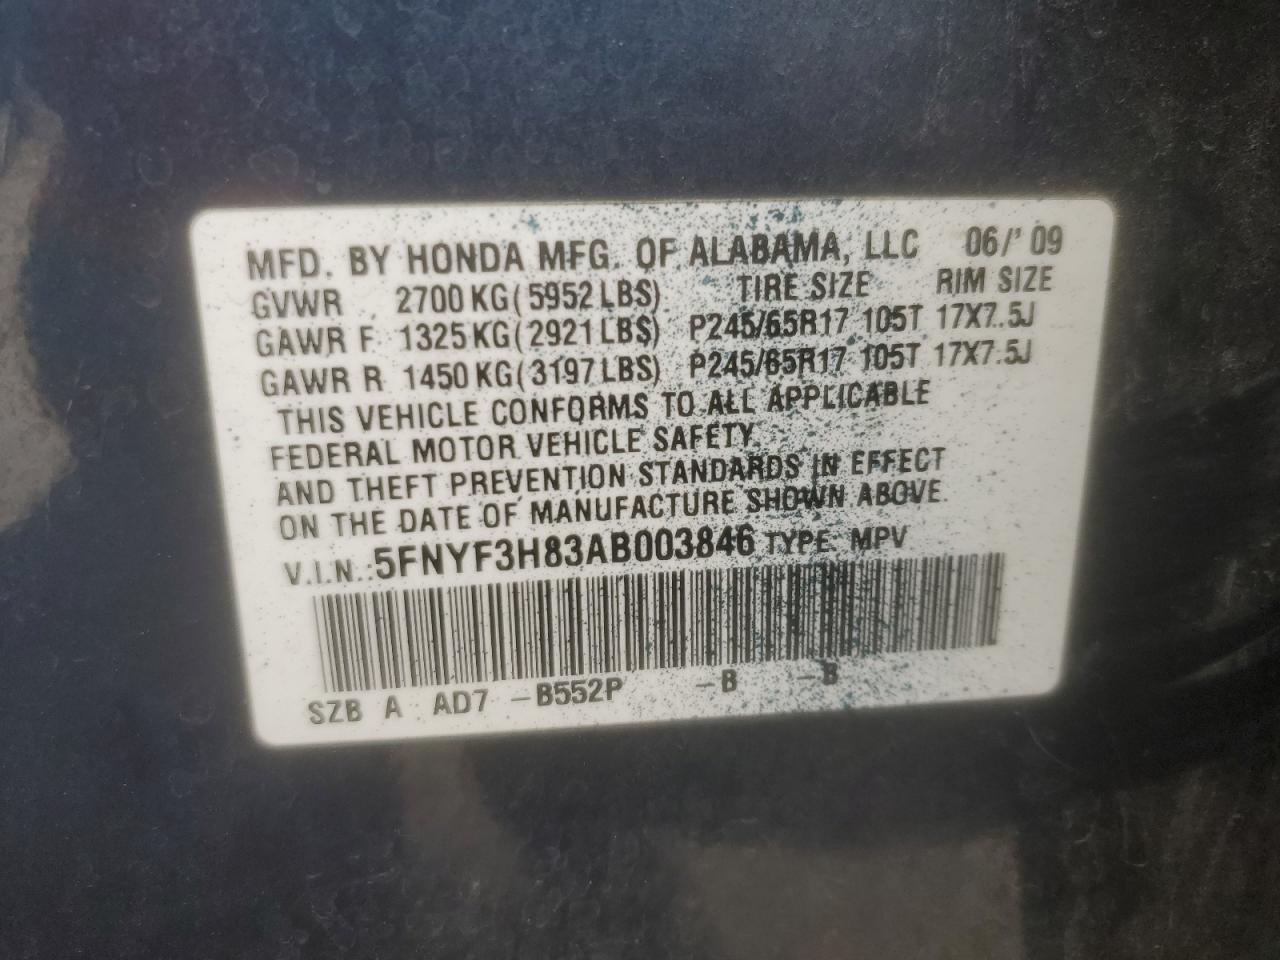 MFD. BY HONDA MFG. OF ALABAMA, LLC 06/'09
GVWR 2700 KG(5952 LBS) TIRE SIZE RIM SIZE
GAWR F 1325 KG(2921 LBS) P245/65R17 105T 17X7.5J
GAWR R 1450 KG(3197 LBS) P245/65R17 105T 17X7.5J
THIS VEHICLE CONFORMS TO ALL APPLICABLE
FEDERAL MOTOR VEHICLE SAFETY
AND THEFT PREVENTION STANDARDS IN EFFECT
ON THE DATE OF MANUFACTURE SHOWN ABOVE.
V.I.N.:5FNYF3H83AB003846 TYPE MPV
SZB A AD7 -B552P -B -B